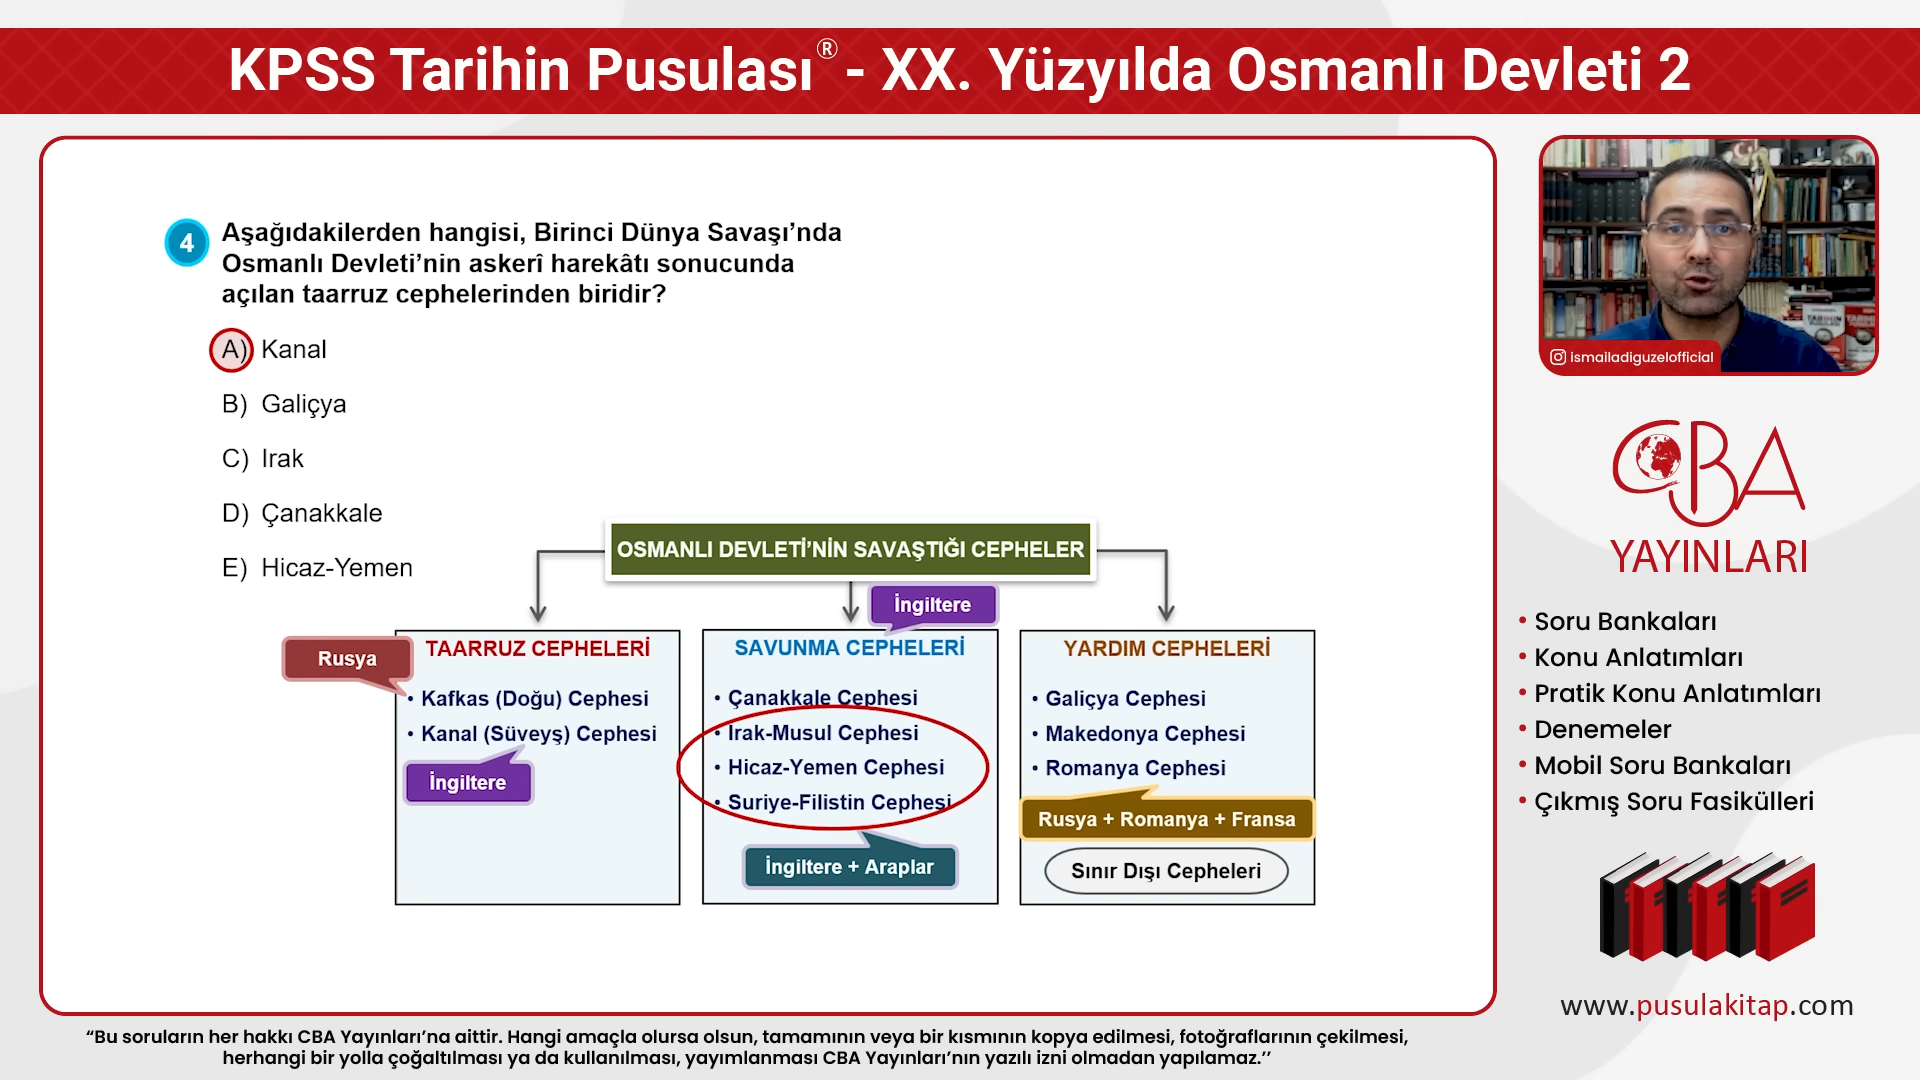 KPSS Tarihin Pusulası® - XX. Yüzyılda Osmanlı Devleti 2
4
Aşağıdakilerden hangisi, Birinci Dünya Savaşı’nda
Osmanlı Devleti’nin askerî harekâtı sonucunda
açılan taarruz cephelerinden biridir?
A) Kanal
B) Galiçya
C) Irak
D) Çanakkale
E) Hicaz-Yemen
OSMANLI DEVLETİ’NİN SAVAŞTIĞI CEPHELER
Rusya
TAARRUZ CEPHELERİ
• Kafkas (Doğu) Cephesi
• Kanal (Süveyş) Cephesi
İngiltere
İngiltere
SAVUNMA CEPHELERİ
• Çanakkale Cephesi
• Irak-Musul Cephesi
• Hicaz-Yemen Cephesi
• Suriye-Filistin Cephesi
İngiltere + Araplar
YARDIM CEPHELERİ
• Galiçya Cephesi
• Makedonya Cephesi
• Romanya Cephesi
Rusya + Romanya + Fransa
Sınır Dışı Cepheleri
ismailadiguzelofficial
CBA
YAYINLARI
• Soru Bankaları
• Konu Anlatımları
• Pratik Konu Anlatımları
• Denemeler
• Mobil Soru Bankaları
• Çıkmış Soru Fasikülleri
www.pusulakitap.com
“Bu soruların her hakkı CBA Yayınları’na aittir. Hangi amaçla olursa olsun, tamamının veya bir kısmının kopya edilmesi, fotoğraflarının çekilmesi,
herhangi bir yolla çoğaltılması ya da kullanılması, yayımlanması CBA Yayınları’nın yazılı izni olmadan yapılamaz.’’